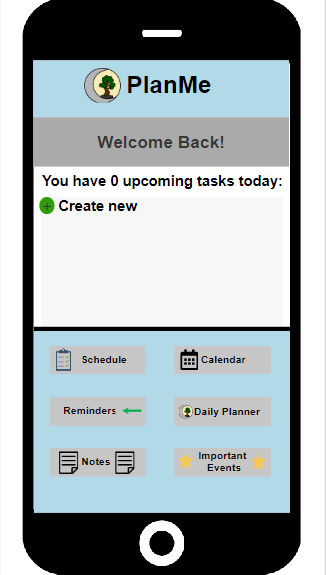 PlanMe
Welcome Back!
You have 0 upcoming tasks today:
Create new
Schedule
Calendar
Reminders
Daily Planner
Notes
Important
Events